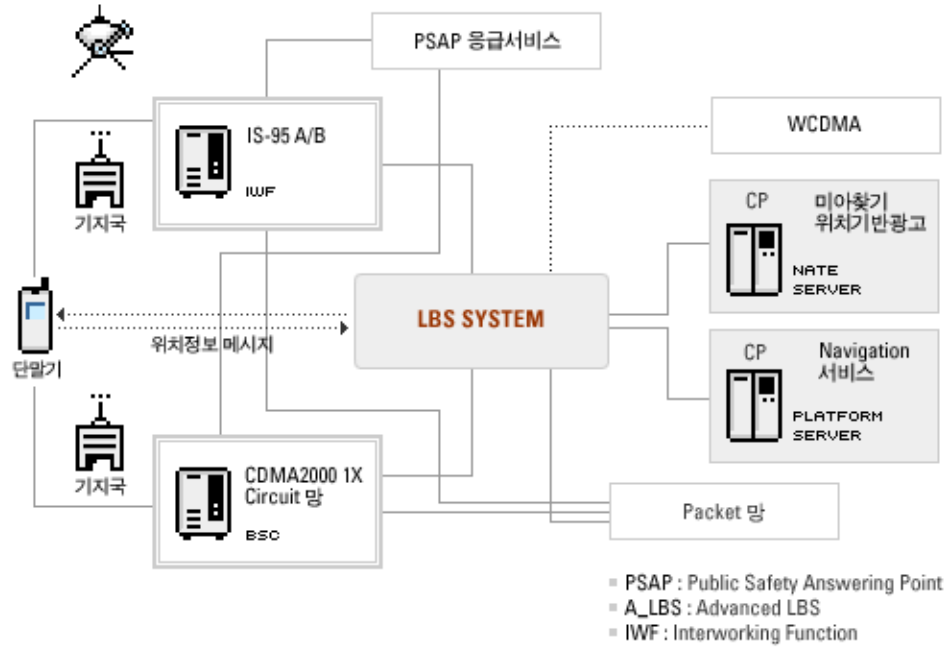 PSAP 응급서비스
IS-95 A/B
IWF
기지국
WCDMA
CP
미아찾기
위치기반광고
NATE
SERVER
LBS SYSTEM
위치정보 메시지
단말기
CP
Navigation
서비스
PLATFORM
SERVER
기지국
CDMA2000 1X
Circuit 망
BSC
Packet 망
PSAP : Public Safety Answering Point
A_LBS : Advanced LBS
IWF : Interworking Function